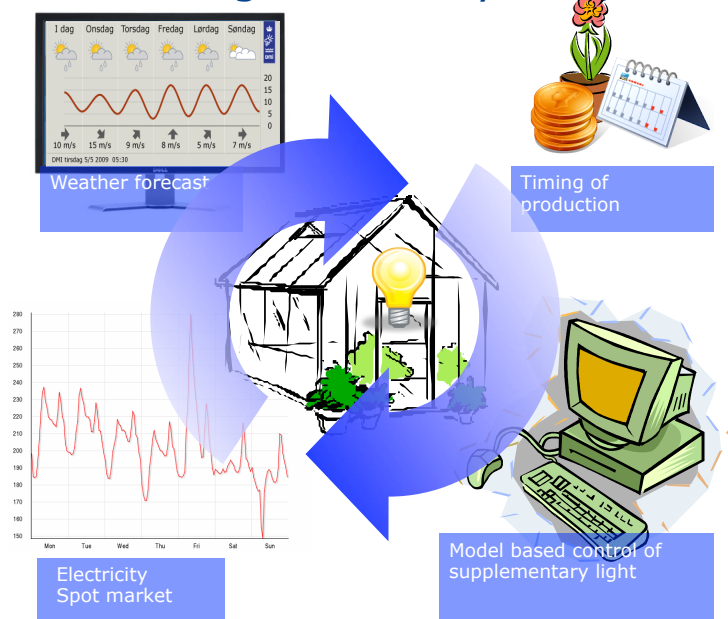 I dag Onsdag Torsdag Fredag Lørdag Søndag
DMI
20
15
10
5
0
10 m/s 15 m/s 9 m/s 8 m/s 5 m/s 7 m/s
DMI tirsdag 5/5 2009 05:30
DELL
Weather forecast
Timing of
production
280
270
260
250
240
230
220
210
200
190
180
170
160
150
Mon Tue Wed Thu Fri Sat Sun
Electricity
Spot market
Model based control of
supplementary light